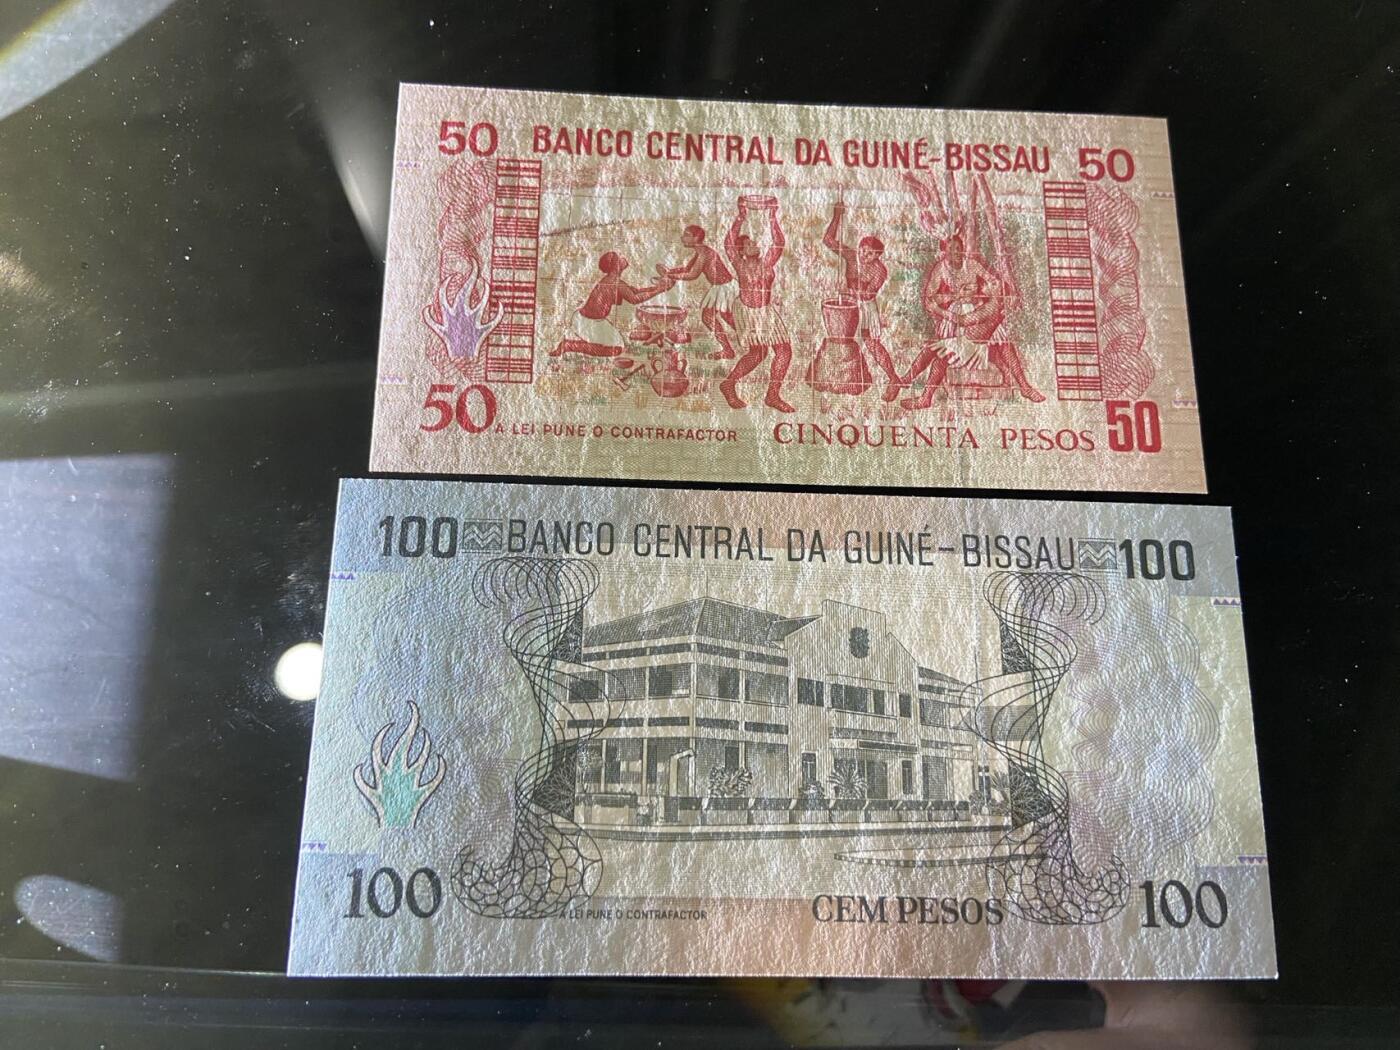 50 BANCO CENTRAL DA GUINÉ-BISSAU 50
50 A LEI PUNE O CONTRAFACTOR CINQUENTA PESOS 50
100 BANCO CENTRAL DA GUINÉ-BISSAU 100
100 A LEI PUNE O CONTRAFACTOR CEM PESOS 100